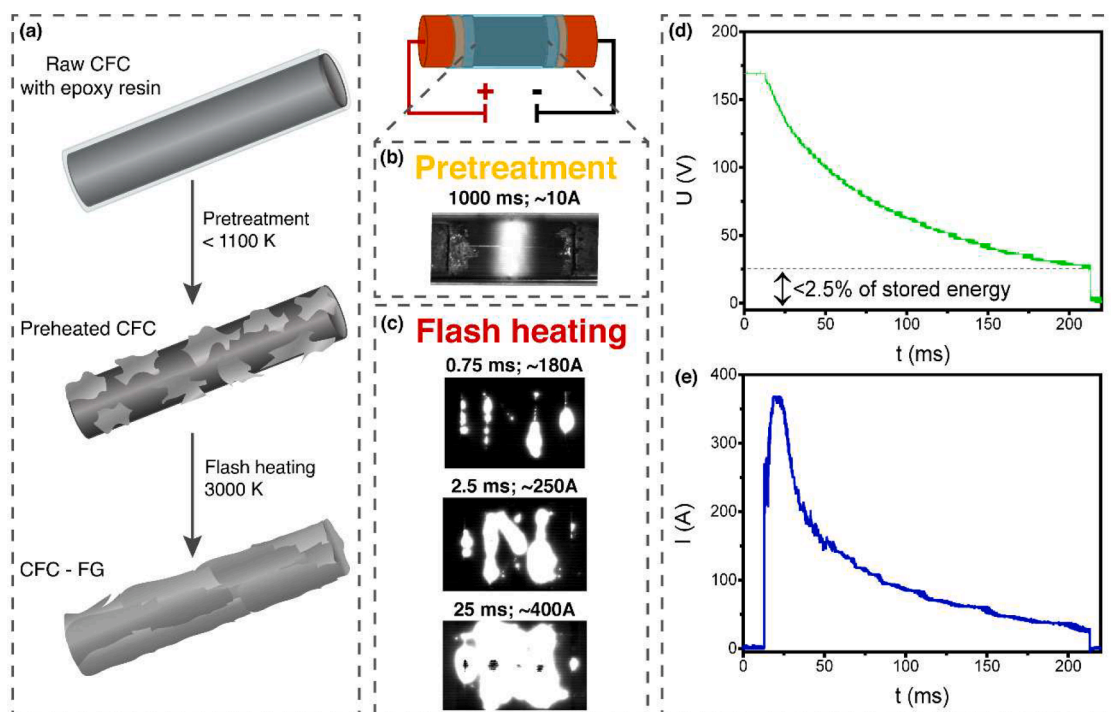 (a)
Raw CFC
with epoxy resin
Pretreatment
< 1100 K
Preheated CFC
Flash heating
3000 K
CFC - FG
+ -
(b)
Pretreatment
1000 ms; ~10A
(c)
Flash heating
0.75 ms; ~180A
2.5 ms; ~250A
25 ms; ~400A
(d)
200
150
100
50
0
U (V)
<2.5% of stored energy
0 50 100 150 200
t (ms)
(e)
400
300
200
100
0
I (A)
0 50 100 150 200
t (ms)